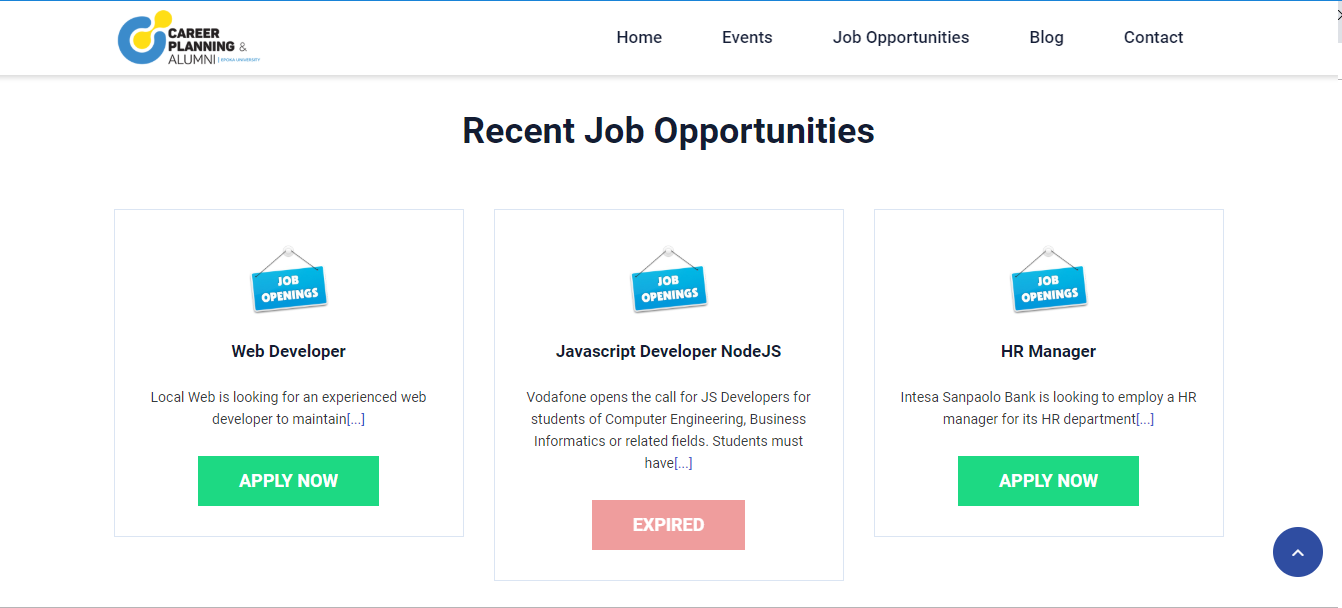 CAREER
PLANNING &
ALUMNI | EPOKA UNIVERSITY
Home
Events
Job Opportunities
Blog
Contact
Recent Job Opportunities
JOB
OPENINGS
Web Developer
Local Web is looking for an experienced web
developer to maintain[...]
APPLY NOW
JOB
OPENINGS
Javascript Developer NodeJS
Vodafone opens the call for JS Developers for
students of Computer Engineering, Business
Informatics or related fields. Students must
have[...]
EXPIRED
JOB
OPENINGS
HR Manager
Intesa Sanpaolo Bank is looking to employ a HR
manager for its HR department[...]
APPLY NOW